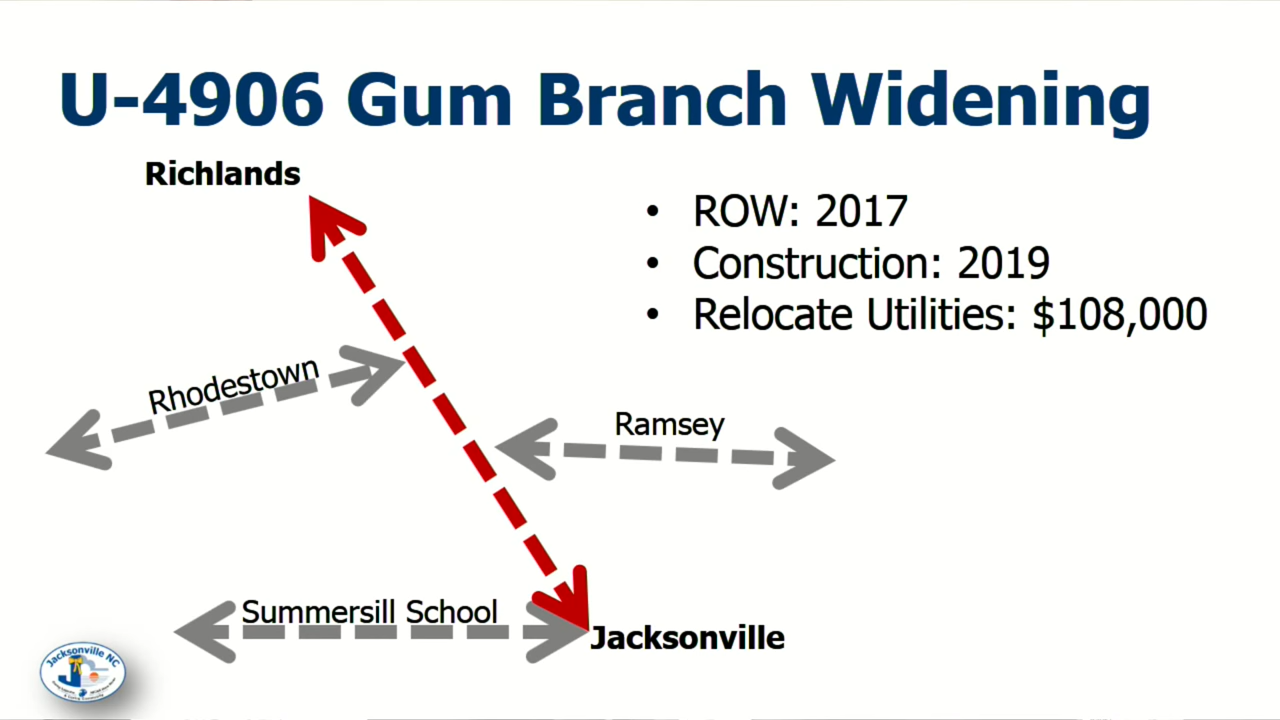 U-4906 Gum Branch Widening
Richlands
• ROW: 2017
• Construction: 2019
• Relocate Utilities: $108,000
Rhodestown
Ramsey
Summersill School
Jacksonville
Jacksonville NC